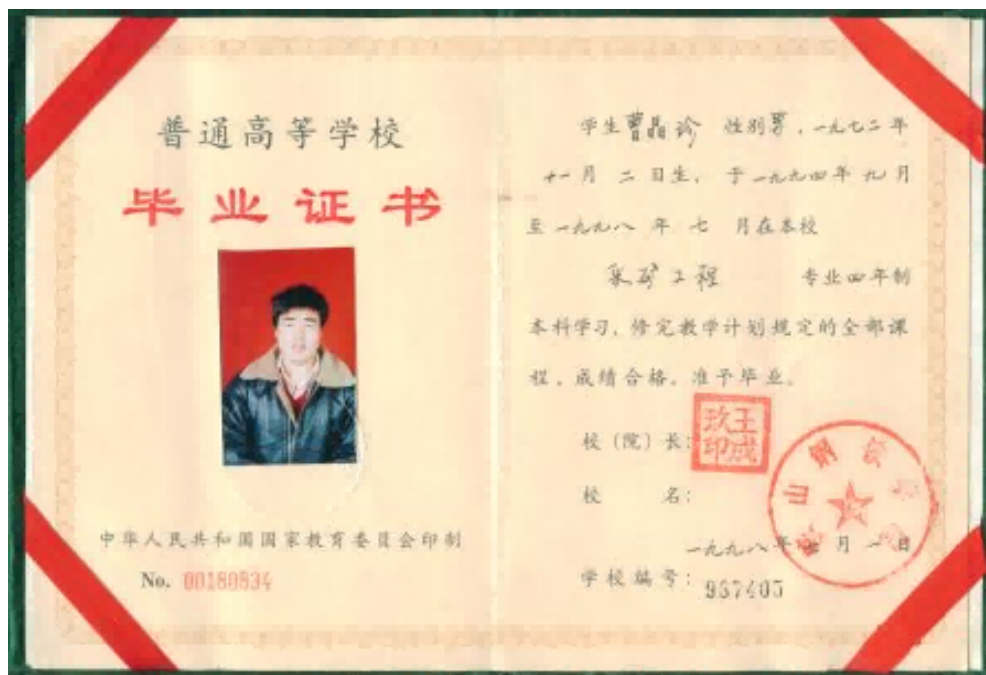 普通高等学校
毕业证书
中华人民共和国国家教育委员会印制
No. 00180834
学生曹晶 性别男，一九七二年
十一月 二 日生，于一九九四年 九月
至一九九八 年 七 月在本校
采矿工程 专业四年制
本科学习，修完教学计划规定的全部课
程，成绩合格，准予毕业。
校（院）长：
王成玖印
校 名：
山钢
一九九八年 月一日
学校编号：